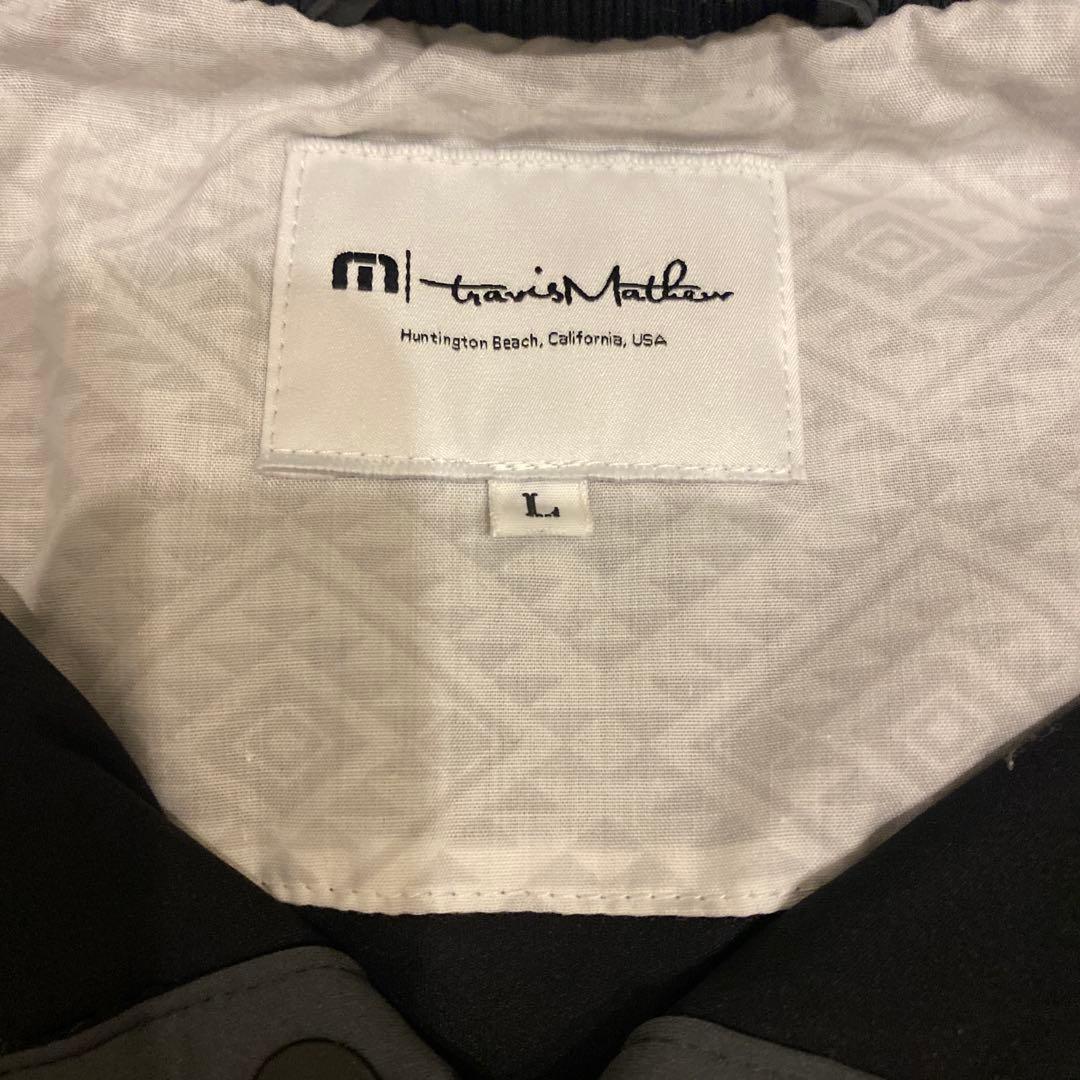 m | travisMathew
Huntington Beach, California, USA
L